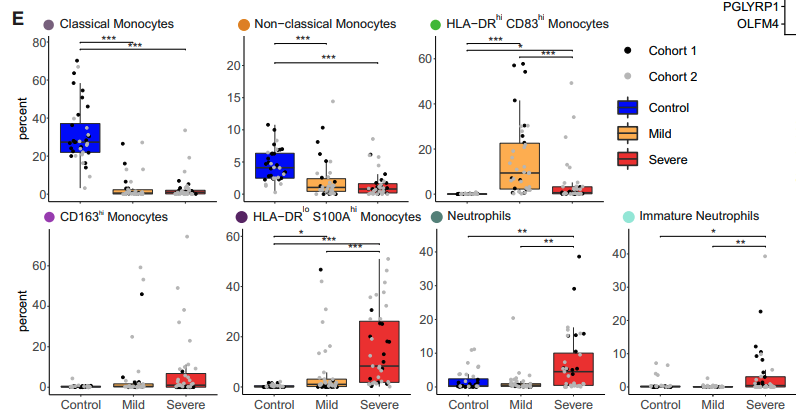 PGLYRP1
OLFM4
E
Classical Monocytes
Non-classical Monocytes
HLA−DRhi CD83hi Monocytes
80
60
40
20
0
percent
***
***
20
15
10
5
0
***
***
60
40
20
0
***
*
***
Cohort 1
Cohort 2
Control
Mild
Severe
CD163hi Monocytes
HLA−DRlo S100Ahi Monocytes
Neutrophils
Immature Neutrophils
60
40
20
0
percent
60
40
20
0
*
***
***
40
30
20
10
0
**
**
40
30
20
10
0
*
**
Control Mild Severe
Control Mild Severe
Control Mild Severe
Control Mild Severe